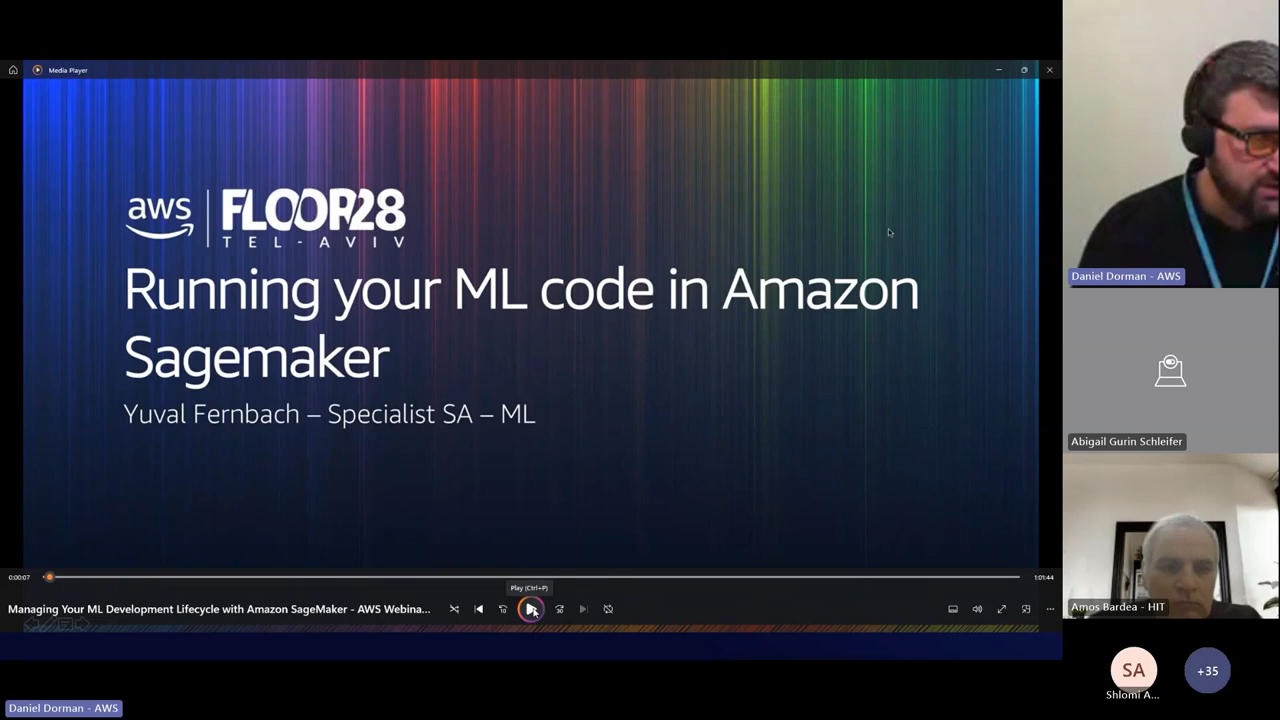 Media Player
aws FLOOR28
TEL-AVIV
Running your ML code in Amazon
Sagemaker
Yuval Fernbach – Specialist SA – ML
0:00:07
Play (Ctrl+P)
1:01:44
Managing Your ML Development Lifecycle with Amazon SageMaker - AWS Webina...
Daniel Dorman - AWS
Daniel Dorman - AWS
Abigail Gurin Schleifer
Amos Bardea - HIT
SA
Shlomi A...
+35